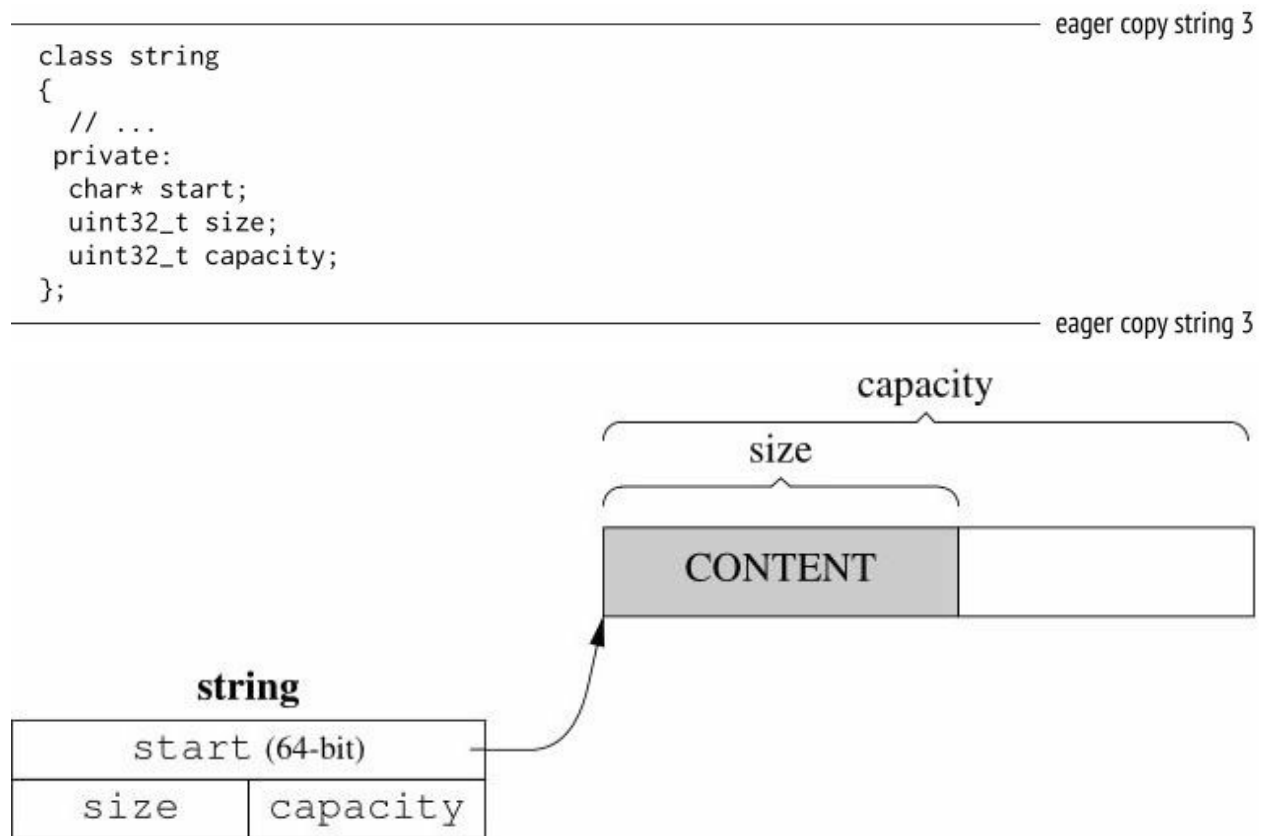 eager copy string 3
class string
{
  // ...
 private:
  char* start;
  uint32_t size;
  uint32_t capacity;
};
eager copy string 3
capacity
size
CONTENT
string
start (64-bit)
size capacity